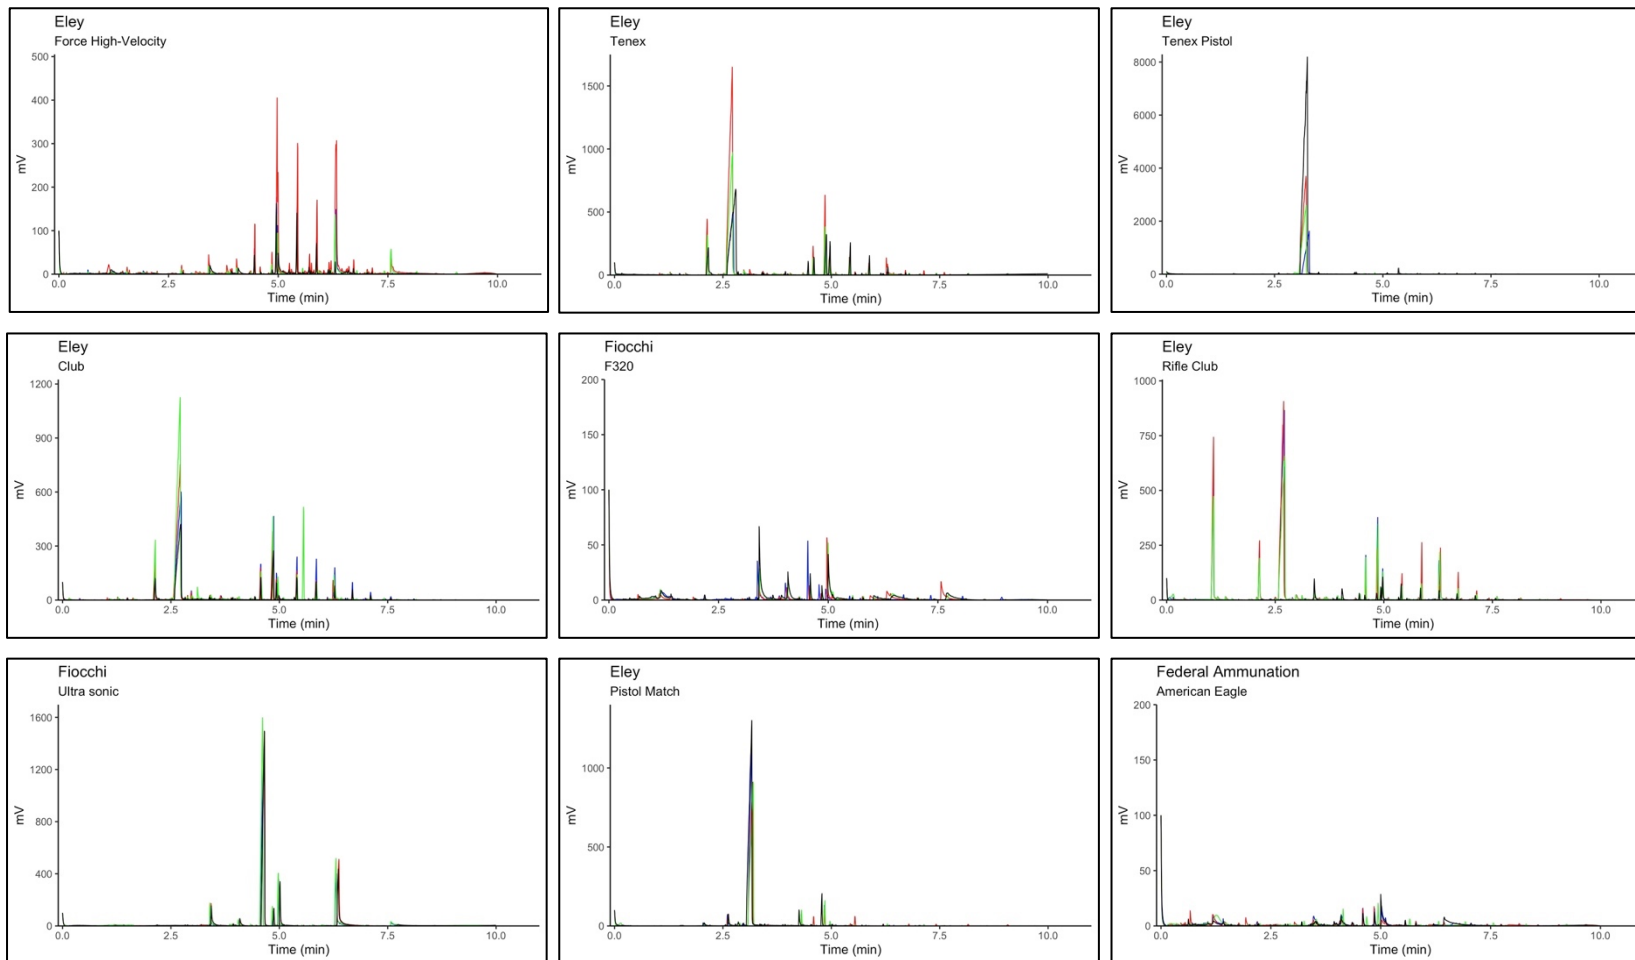 Eley
Force High-Velocity
500
400
300
200
100
0
mV
0.0 2.5 5.0 7.5 10.0
Time (min)
Eley
Tenex
1500
1000
500
0
mV
0.0 2.5 5.0 7.5 10.0
Time (min)
Eley
Tenex Pistol
8000
6000
4000
2000
0
mV
0.0 2.5 5.0 7.5 10.0
Time (min)
Eley
Club
1200
900
600
300
0
mV
0.0 2.5 5.0 7.5 10.0
Time (min)
Fiocchi
F320
200
150
100
50
0
mV
0.0 2.5 5.0 7.5 10.0
Time (min)
Eley
Rifle Club
1000
750
500
250
0
mV
0.0 2.5 5.0 7.5 10.0
Time (min)
Fiocchi
Ultra sonic
1600
1200
800
400
0
mV
0.0 2.5 5.0 7.5 10.0
Time (min)
Eley
Pistol Match
1000
500
0
mV
0.0 2.5 5.0 7.5 10.0
Time (min)
Federal Ammunation
American Eagle
200
150
100
50
0
mV
0.0 2.5 5.0 7.5 10.0
Time (min)